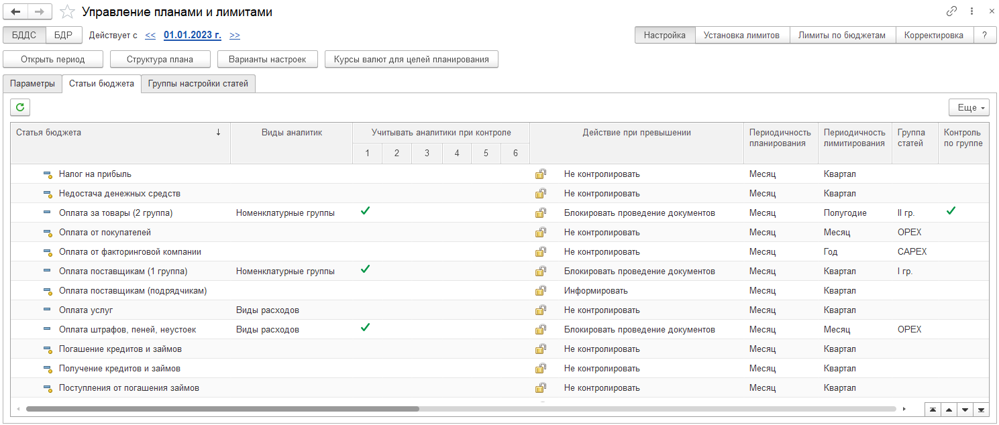 Управление планами и лимитами
БДДС БДР Действует с << 01.01.2023 г. >> Настройка Установка лимитов Лимиты по бюджетам Корректировка ?
Открыть период Структура плана Варианты настроек Курсы валют для целей планирования
Параметры Статьи бюджета Группы настройки статей
Еще
Статья бюджета Виды аналитик Учитывать аналитики при контроле Действие при превышении Периодичность планирования Периодичность лимитирования Группа статей Контроль по группе
1 2 3 4 5 6
Налог на прибыль Не контролировать Месяц Квартал
Недостача денежных средств Не контролировать Месяц Квартал
Оплата за товары (2 группа) Номенклатурные группы Блокировать проведение документов Месяц Полугодие II гр.
Оплата от покупателей Не контролировать Месяц Месяц OPEX
Оплата от факторинговой компании Не контролировать Месяц Год CAPEX
Оплата поставщикам (1 группа) Номенклатурные группы Блокировать проведение документов Месяц Квартал I гр.
Оплата поставщикам (подрядчикам) Информировать Месяц Квартал
Оплата услуг Виды расходов Не контролировать Месяц Квартал
Оплата штрафов, пеней, неустоек Виды расходов Блокировать проведение документов Месяц Месяц OPEX
Погашение кредитов и займов Не контролировать Месяц Квартал
Получение кредитов и займов Не контролировать Месяц Квартал
Поступления от погашения займов Не контролировать Месяц Квартал